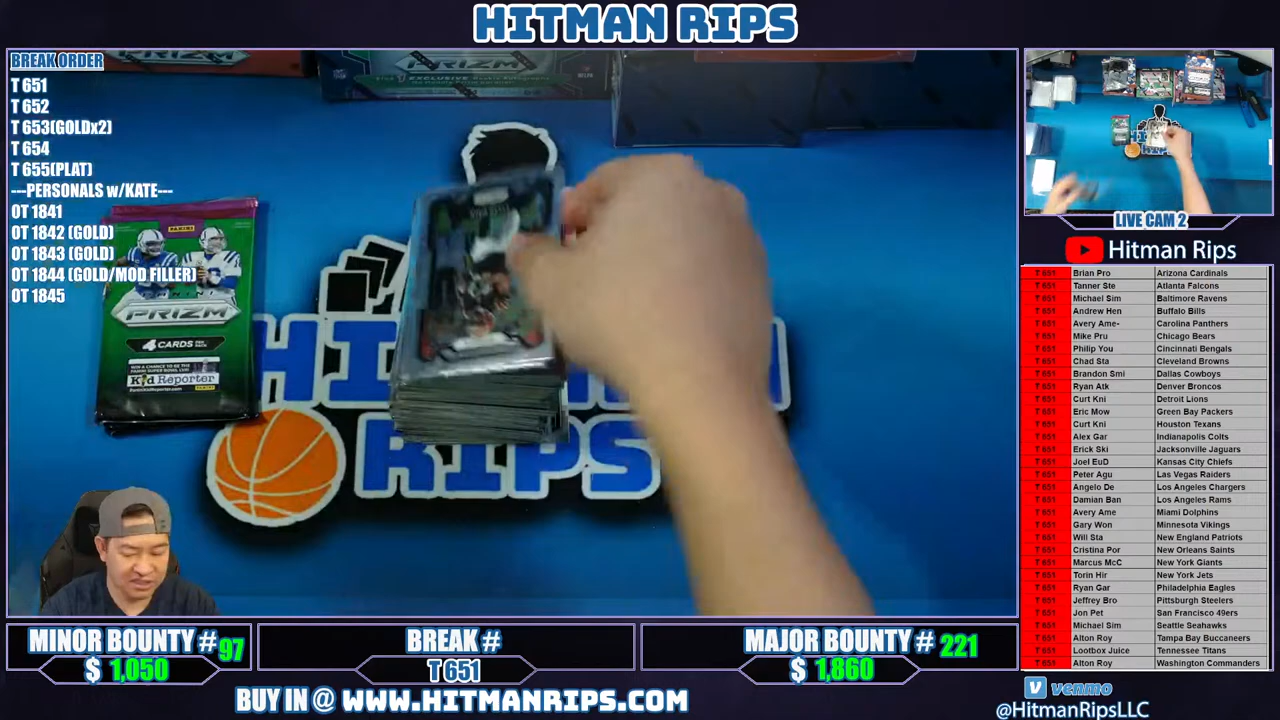 HITMAN RIPS
BREAK ORDER
T 651
T 652
T 653(GOLDx2)
T 654
T 655(PLAT)
---PERSONALS w/KATE---
OT 1841
OT 1842 (GOLD)
OT 1843 (GOLD)
OT 1844 (GOLD/MOD FILLER)
OT 1845
PRIZM
PRIZM
EXCLUSIVE
PANINI
PRIZM
4 CARDS PER PACK
Kid Reporter
RIPS
LIVE CAM 2
Hitman Rips
T 651 Brian Pro Arizona Cardinals
T 651 Tanner Ste Atlanta Falcons
T 651 Michael Sim Baltimore Ravens
T 651 Andrew Hen Buffalo Bills
T 651 Avery Ame- Carolina Panthers
T 651 Mike Pru Chicago Bears
T 651 Philip You Cincinnati Bengals
T 651 Chad Sta Cleveland Browns
T 651 Brandon Smi Dallas Cowboys
T 651 Ryan Atk Denver Broncos
T 651 Curt Kni Detroit Lions
T 651 Eric Mow Green Bay Packers
T 651 Curt Kni Houston Texans
T 651 Alex Gar Indianapolis Colts
T 651 Erick Ski Jacksonville Jaguars
T 651 Joel EuD Kansas City Chiefs
T 651 Peter Agu Las Vegas Raiders
T 651 Angelo De Los Angeles Chargers
T 651 Damian Ban Los Angeles Rams
T 651 Avery Ame Miami Dolphins
T 651 Gary Won Minnesota Vikings
T 651 Will Sta New England Patriots
T 651 Cristina Por New Orleans Saints
T 651 Marcus McC New York Giants
T 651 Torin Hir New York Jets
T 651 Ryan Gar Philadelphia Eagles
T 651 Jeffrey Bro Pittsburgh Steelers
T 651 Jon Pet San Francisco 49ers
T 651 Michael Sim Seattle Seahawks
T 651 Alton Roy Tampa Bay Buccaneers
T 651 Lootbox Juice Tennessee Titans
T 651 Alton Roy Washington Commanders
MINOR BOUNTY # 97
$ 1,050
BREAK #
T 651
MAJOR BOUNTY # 221
$ 1,860
BUY IN @ WWW.HITMANRIPS.COM
venmo
@HitmanRipsLLC